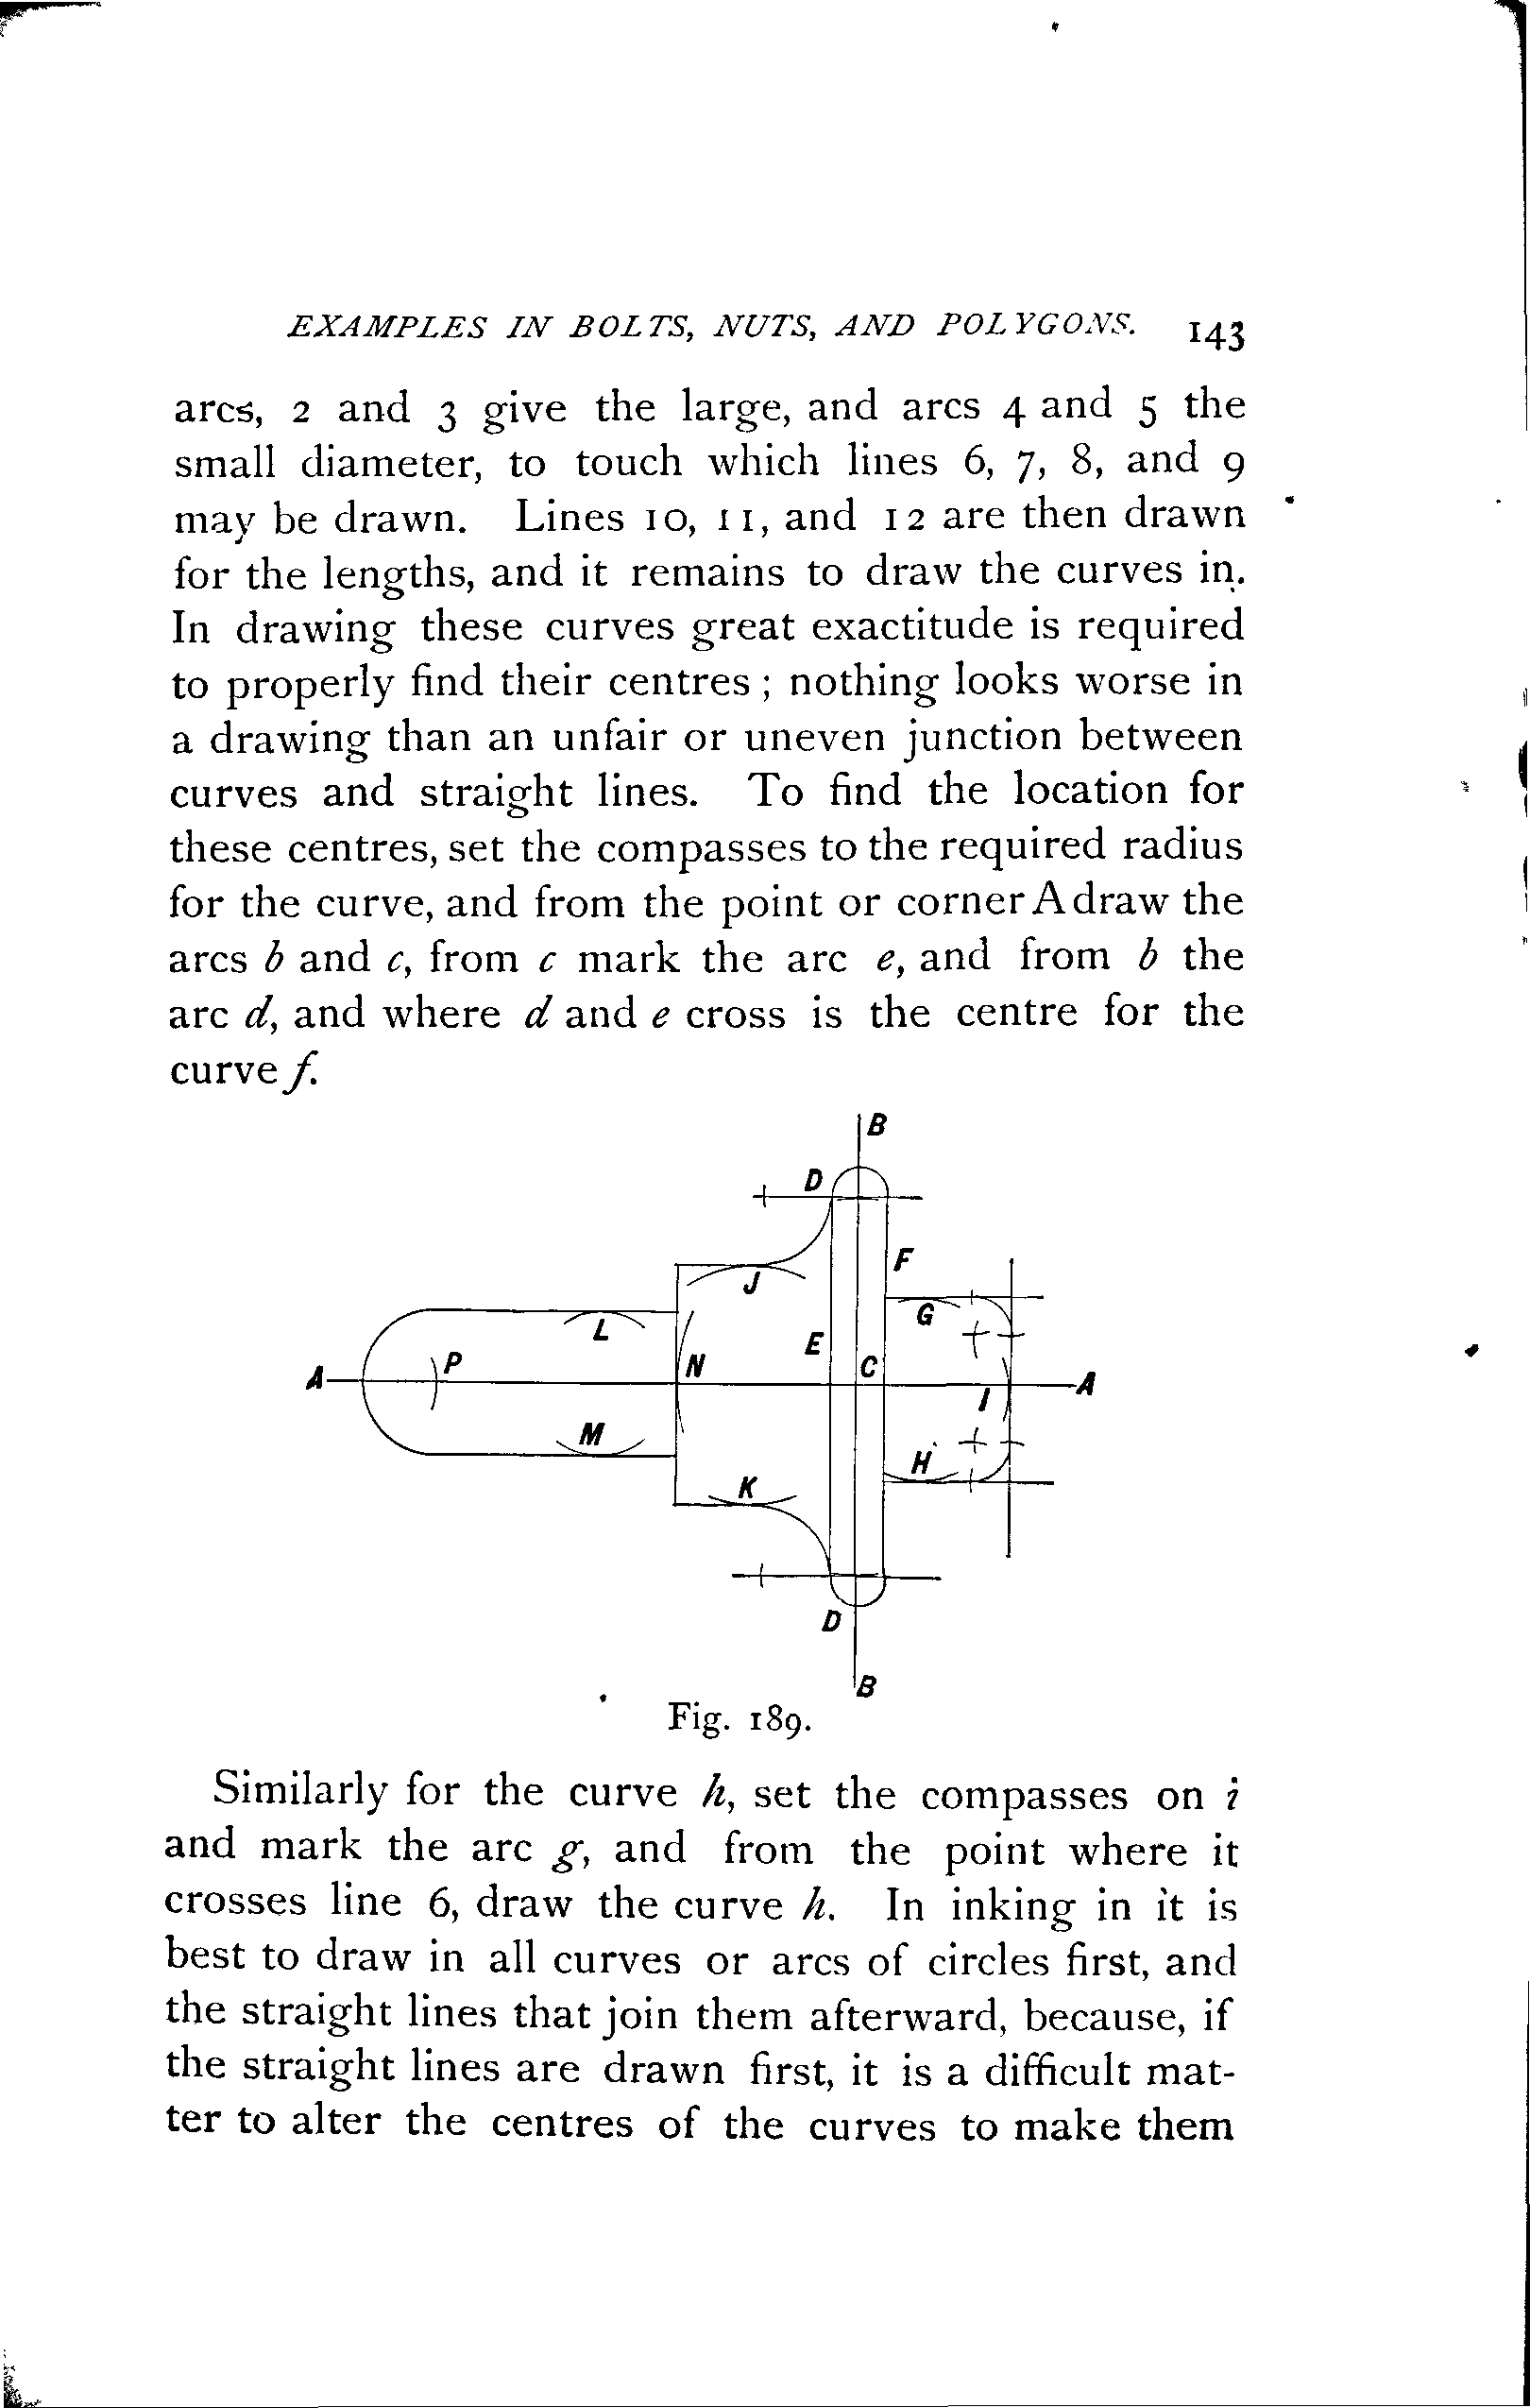 EXAMPLES IN BOLTS, NUTS, AND POLYGONS. 143
arcs, 2 and 3 give the large, and arcs 4 and 5 the
small diameter, to touch which lines 6, 7, 8, and 9
may be drawn. Lines 10, 11, and 12 are then drawn
for the lengths, and it remains to draw the curves in.
In drawing these curves great exactitude is required
to properly find their centres; nothing looks worse in
a drawing than an unfair or uneven junction between
curves and straight lines. To find the location for
these centres, set the compasses to the required radius
for the curve, and from the point or corner A draw the
arcs b and c, from c mark the arc e, and from b the
arc d, and where d and e cross is the centre for the
curve f.
B
D
F
J
G
L
E
P
N
C
A
A
I
M
H
K
D
B
Fig. 189.
Similarly for the curve h, set the compasses on i
and mark the arc g, and from the point where it
crosses line 6, draw the curve h. In inking in it is
best to draw in all curves or arcs of circles first, and
the straight lines that join them afterward, because, if
the straight lines are drawn first, it is a difficult mat-
ter to alter the centres of the curves to make them